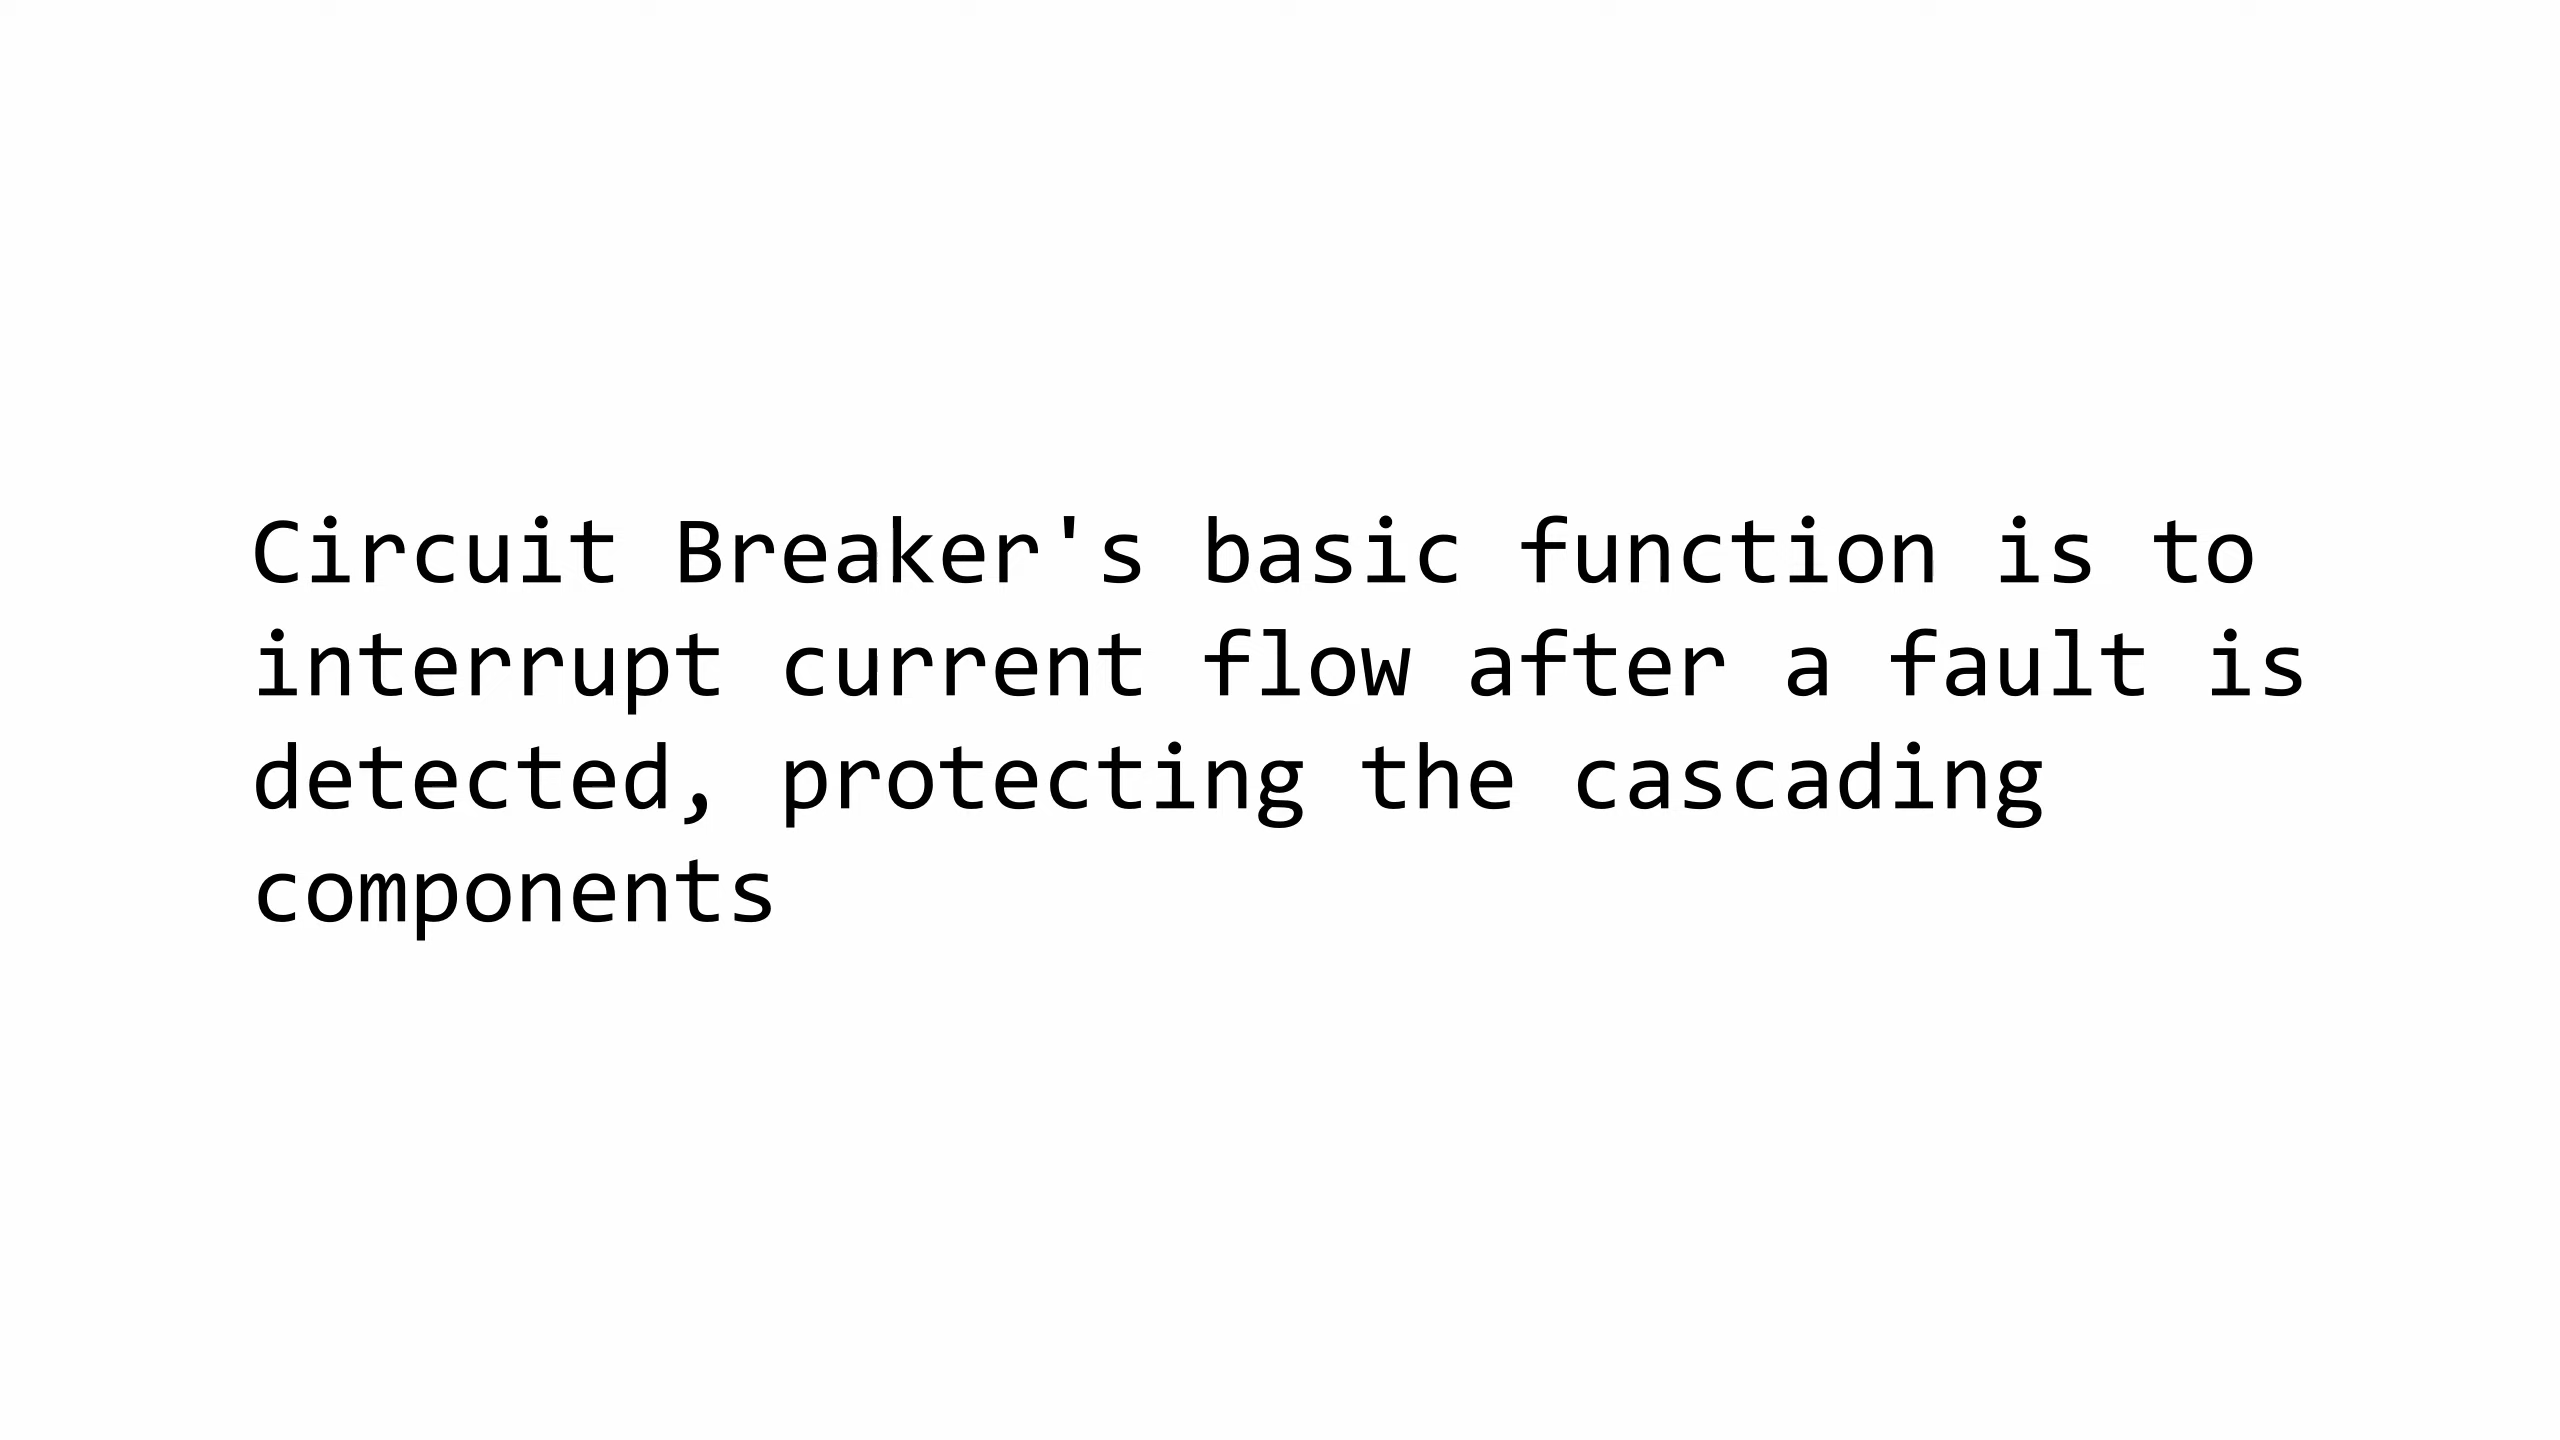 Circuit Breaker's basic function is to
interrupt current flow after a fault is
detected, protecting the cascading
components